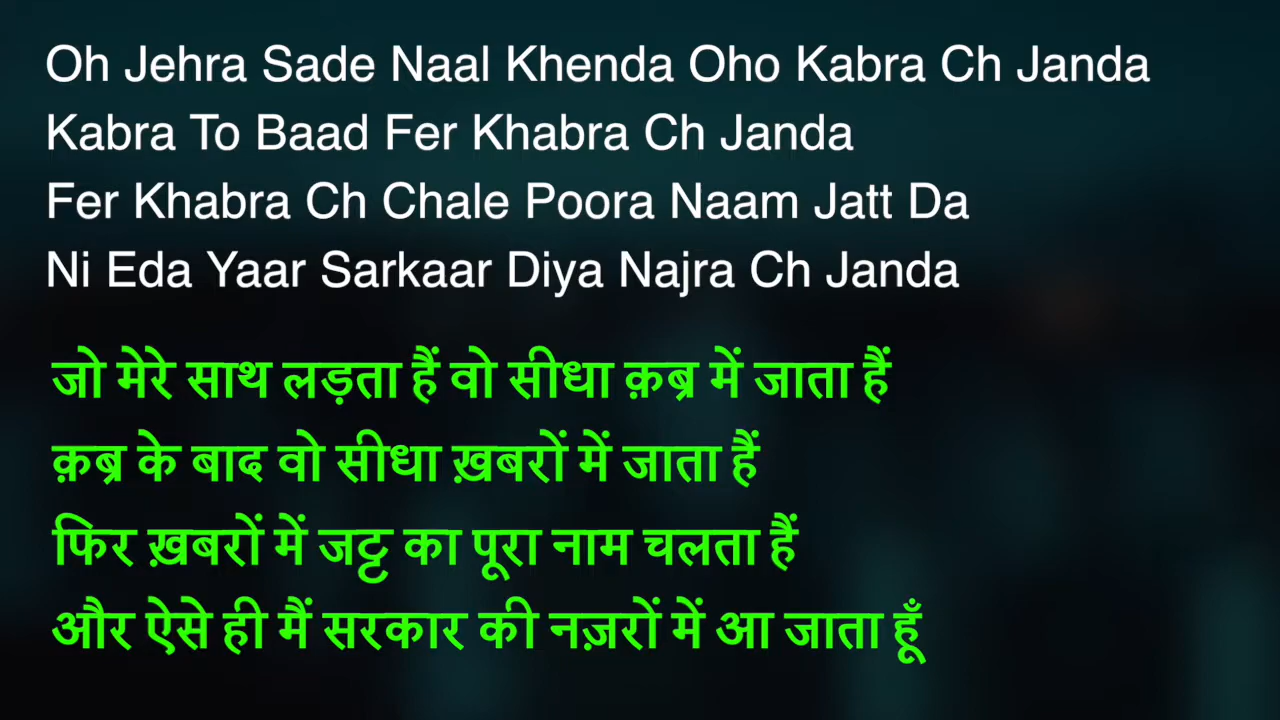 Oh Jehra Sade Naal Khenda Oho Kabra Ch Janda
Kabra To Baad Fer Khabra Ch Janda
Fer Khabra Ch Chale Poora Naam Jatt Da
Ni Eda Yaar Sarkaar Diya Najra Ch Janda
जो मेरे साथ लड़ता हैं वो सीधा क़ब्र में जाता हैं
क़ब्र के बाद वो सीधा ख़बरों में जाता हैं
फिर ख़बरों में जट्ट का पूरा नाम चलता हैं
और ऐसे ही मैं सरकार की नज़रों में आ जाता हूँ